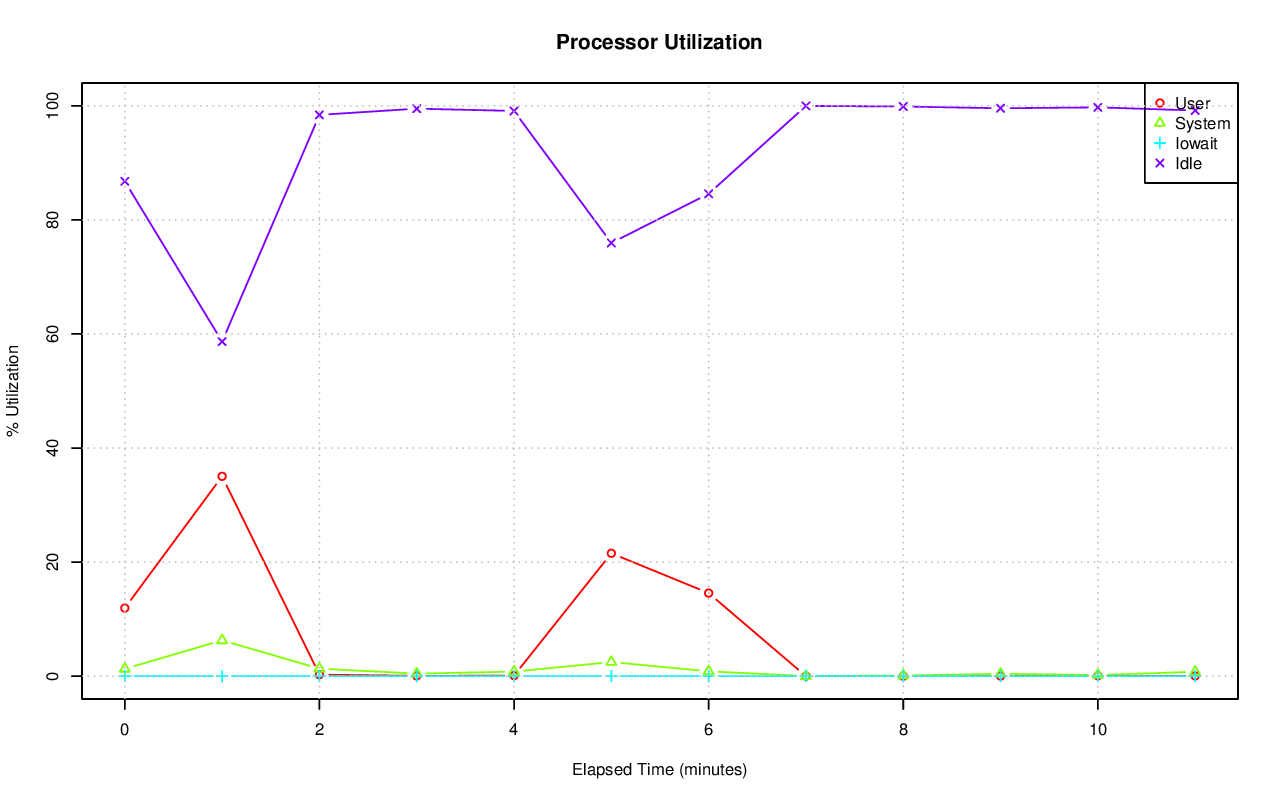 Processor Utilization
% Utilization
100
80
60
40
20
0
User
System
Iowait
Idle
0 2 4 6 8 10
Elapsed Time (minutes)